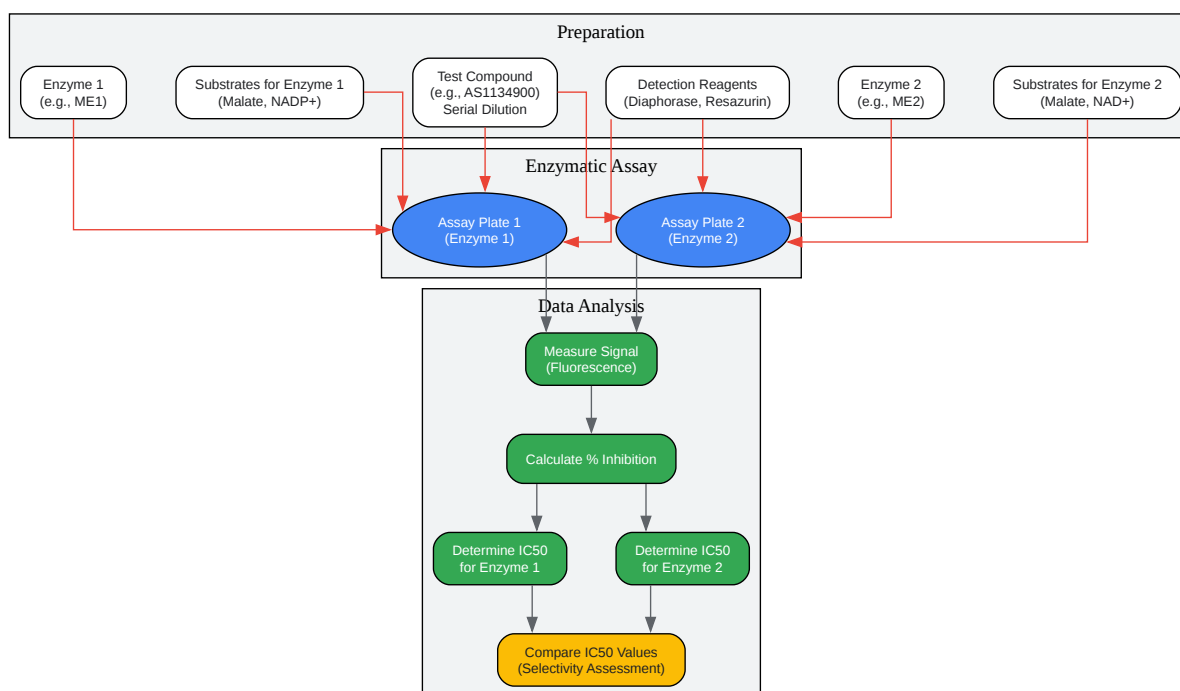 Preparation
Enzyme 1
(e.g., ME1)
Substrates for Enzyme 1
(Malate, NADP+)
Test Compound
(e.g., AS1134900)
Serial Dilution
Detection Reagents
(Diaphorase, Resazurin)
Enzyme 2
(e.g., ME2)
Substrates for Enzyme 2
(Malate, NAD+)
Enzymatic Assay
Assay Plate 1
(Enzyme 1)
Assay Plate 2
(Enzyme 2)
Data Analysis
Measure Signal
(Fluorescence)
Calculate % Inhibition
Determine IC50
for Enzyme 1
Determine IC50
for Enzyme 2
Compare IC50 Values
(Selectivity Assessment)